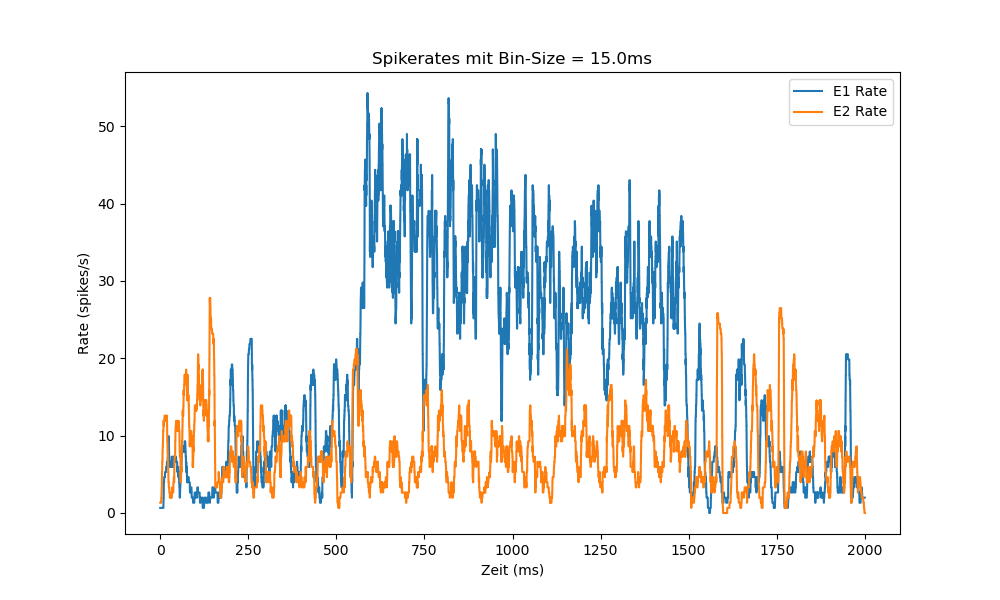 Spikerates mit Bin-Size = 15.0ms
E1 Rate
E2 Rate
Rate (spikes/s)
50
40
30
20
10
0
0 250 500 750 1000 1250 1500 1750 2000
Zeit (ms)